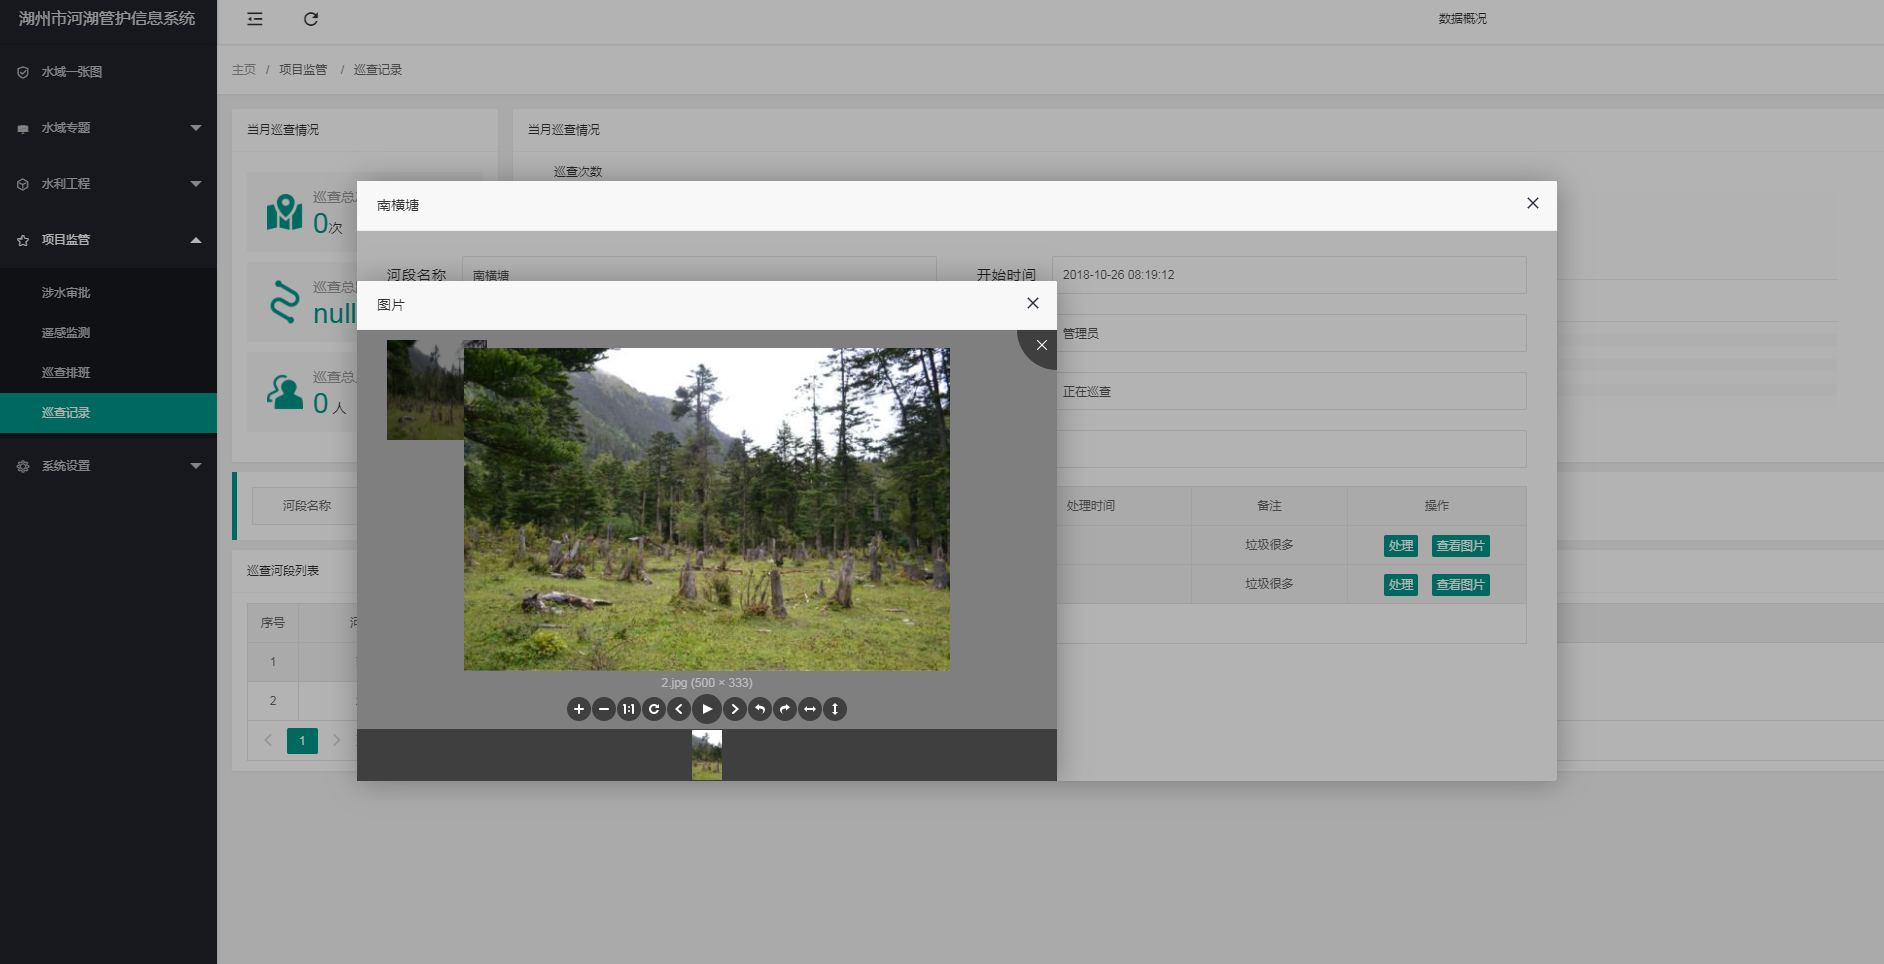 湖州市河湖管护信息系统
数据概况
水域一张图
水域专题
水利工程
项目监管
涉水审批
遥感监测
巡查排班
巡查记录
系统设置
主页 / 项目监管 / 巡查记录
当月巡查情况
当月巡查情况
巡查次数
巡查总
0次
巡查总
null
巡查总
0 人
河段名称
巡查河段列表
序号
1
2
1
南横塘
河段名称 南横塘
开始时间 2018-10-26 08:19:12
管理员
正在巡查
处理时间 备注 操作
垃圾很多 处理 查看图片
垃圾很多 处理 查看图片
图片
2.jpg (500 × 333)
1:1